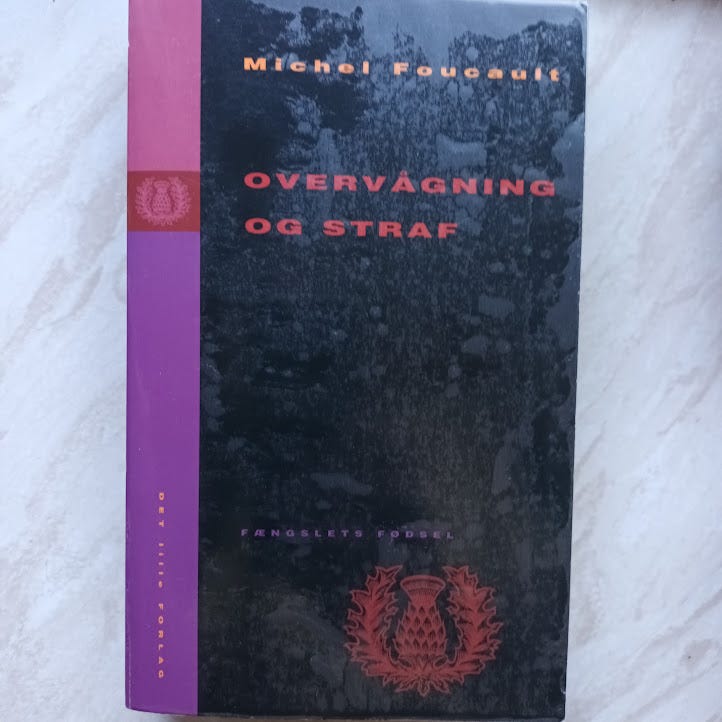 Michel Foucault
OVERVÅGNING
OG STRAF
FÆNGSLETS FØDSEL
DET lille FORLAG